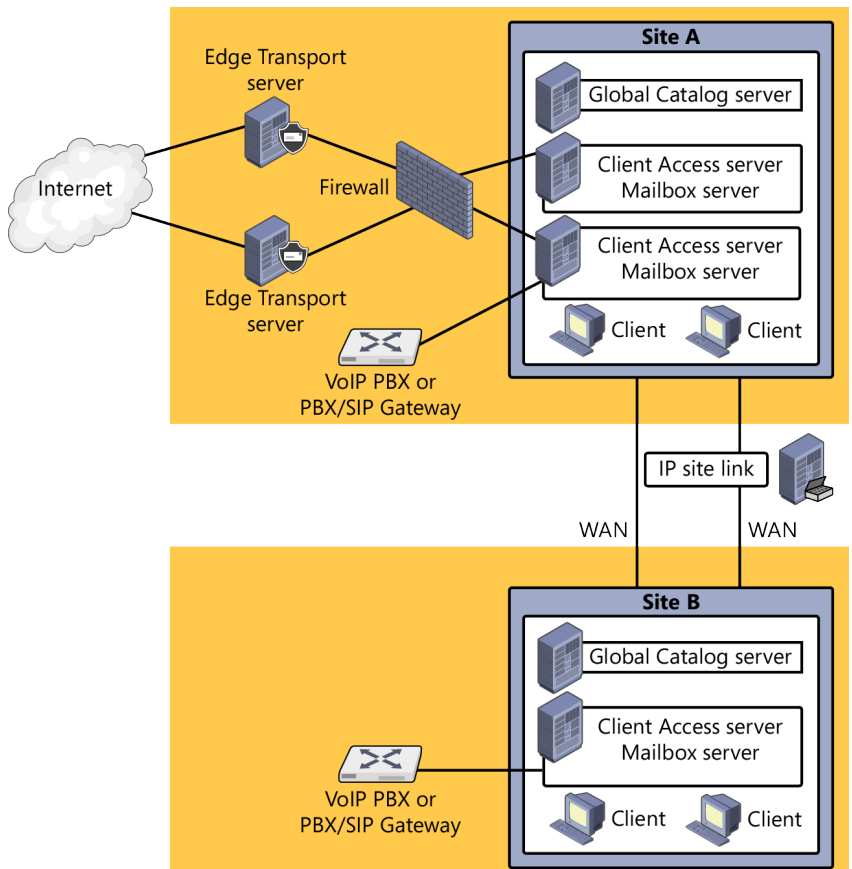 Site A
Edge Transport
server
Global Catalog server
Internet
Firewall
Client Access server
Mailbox server
Client Access server
Mailbox server
Edge Transport
server
Client
Client
VoIP PBX or
PBX/SIP Gateway
IP site link
WAN
WAN
Site B
Global Catalog server
Client Access server
Mailbox server
VoIP PBX or
PBX/SIP Gateway
Client
Client